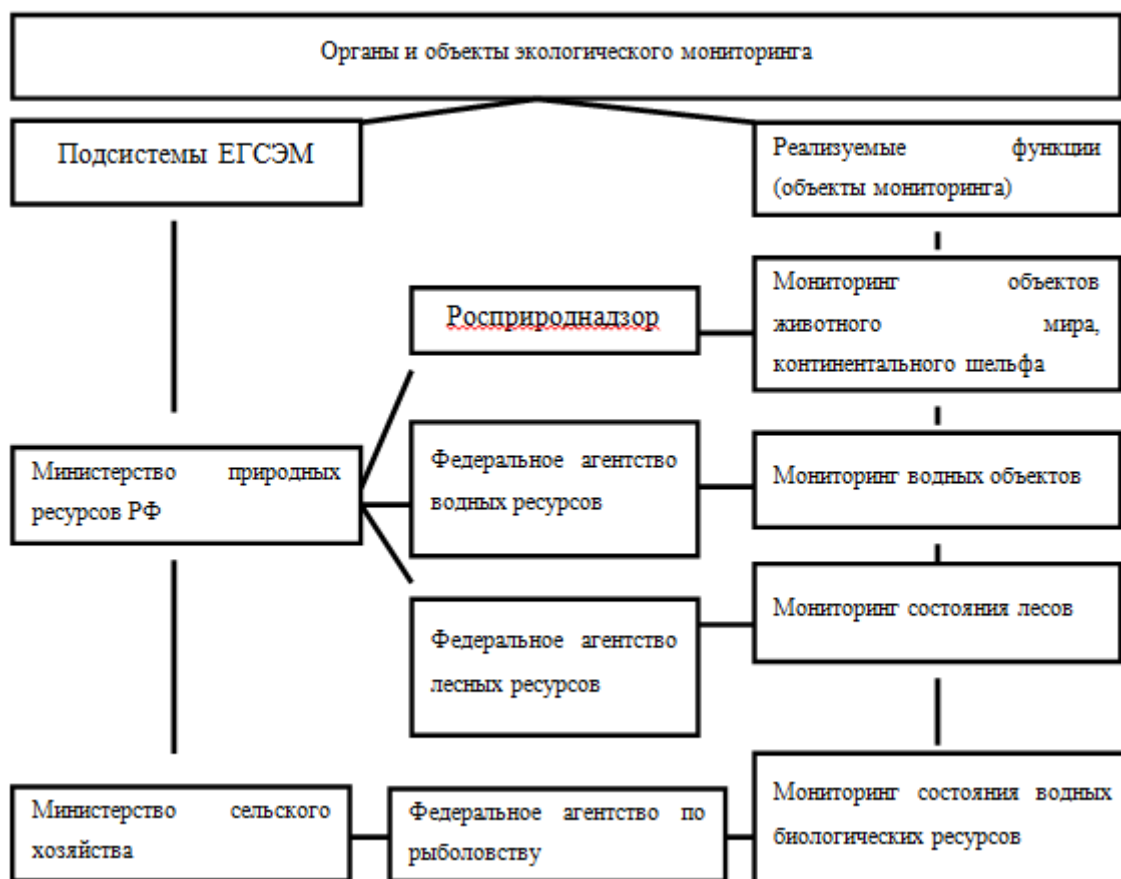 Органы и объекты экологического мониторинга
Подсистемы ЕГСЭМ
Реализуемые функции
(объекты мониторинга)
Росприроднадзор
Мониторинг объектов
животного мира,
континентального шельфа
Министерство природных
ресурсов РФ
Федеральное агентство
водных ресурсов
Мониторинг водных объектов
Федеральное агентство
лесных ресурсов
Мониторинг состояния лесов
Министерство сельского
хозяйства
Федеральное агентство по
рыболовству
Мониторинг состояния водных
биологических ресурсов